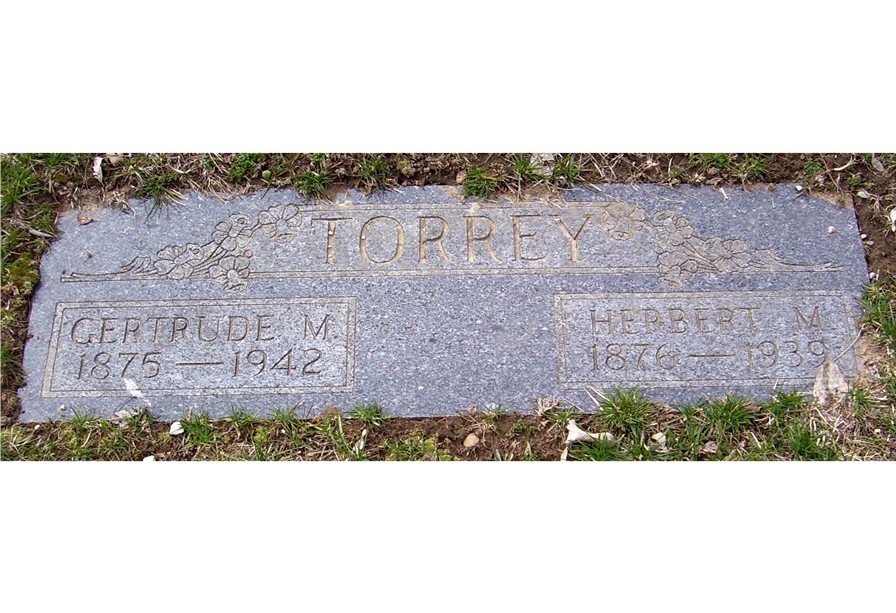 TORREY
GERTRUDE M.
1875 — 1942
HERBERT M.
1876 — 1939